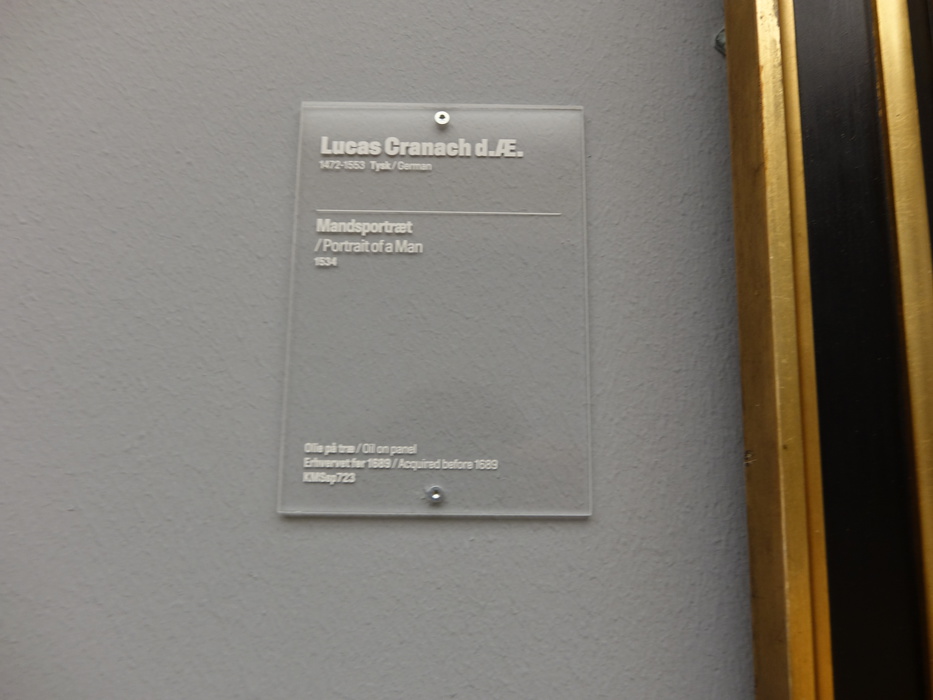 Lucas Cranach d.Æ.
1472-1553 Tysk / German
Mandsportræt
/ Portrait of a Man
1534
Olie på træ / Oil on panel
Erhvervet før 1689 / Acquired before 1689
KMSsp723